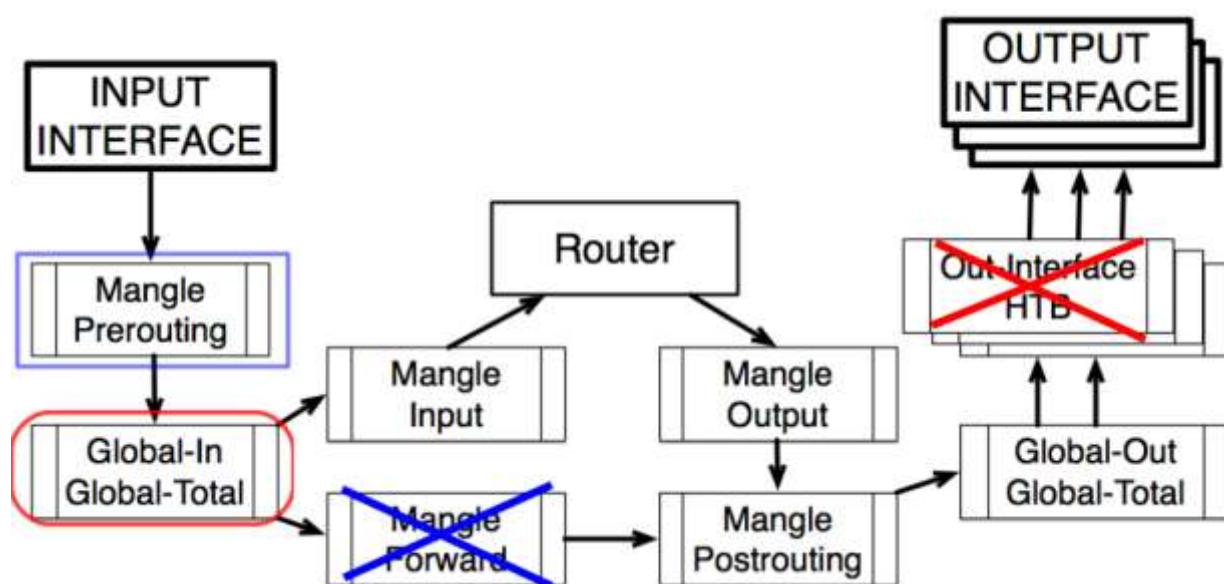 INPUT
INTERFACE
OUTPUT
INTERFACE
Router
Mangle
Prerouting
Out-Interface
HTB
Mangle
Input
Mangle
Output
Global-In
Global-Total
Global-Out
Global-Total
Mangle
Forward
Mangle
Postrouting